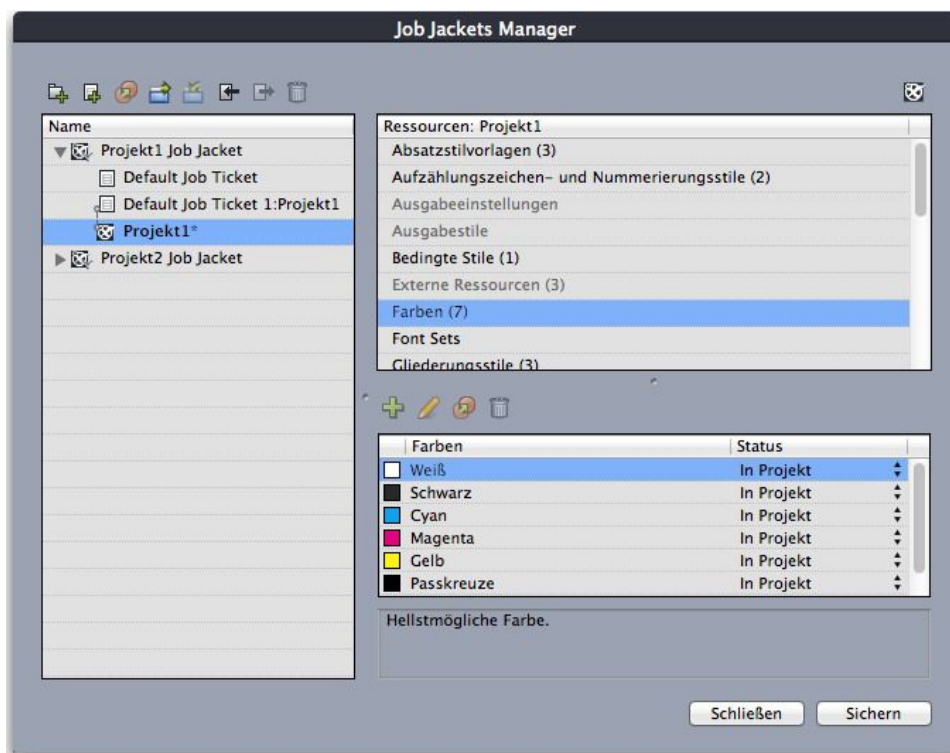 Job Jackets Manager
Name
Projekt1 Job Jacket
Default Job Ticket
Default Job Ticket 1:Projekt1
Projekt1*
Projekt2 Job Jacket
Ressourcen: Projekt1
Absatzstilvorlagen (3)
Aufzählungszeichen- und Nummerierungsstile (2)
Ausgabeeinstellungen
Ausgabestile
Bedingte Stile (1)
Externe Ressourcen (3)
Farben (7)
Font Sets
Gliederungsstile (3)
Farben Status
Weiß In Projekt
Schwarz In Projekt
Cyan In Projekt
Magenta In Projekt
Gelb In Projekt
Passkreuze In Projekt
Hellstmögliche Farbe.
Schließen Sichern